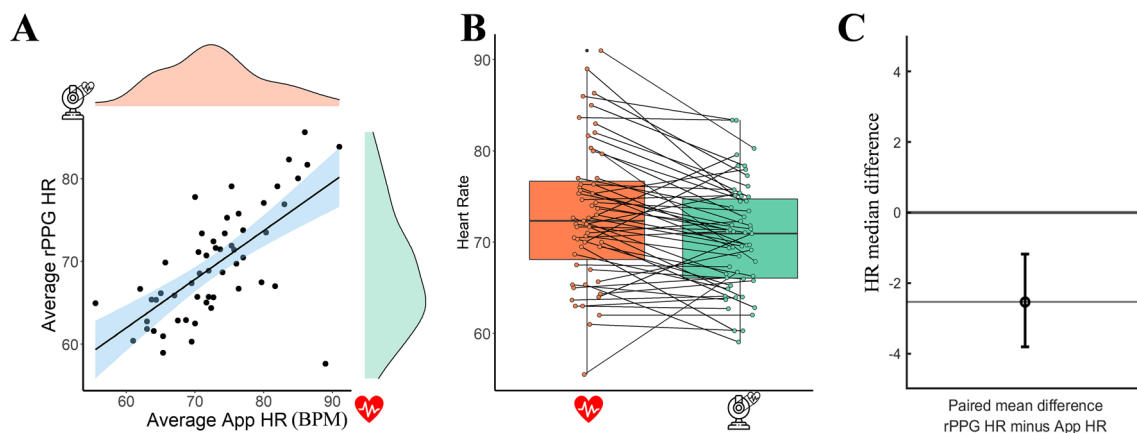 A
Average rPPG HR
80
70
60
60
70
80
90
Average App HR (BPM)
B
Heart Rate
90
80
70
60
C
HR median difference
4
2
0
-2
-4
Paired mean difference
rPPG HR minus App HR